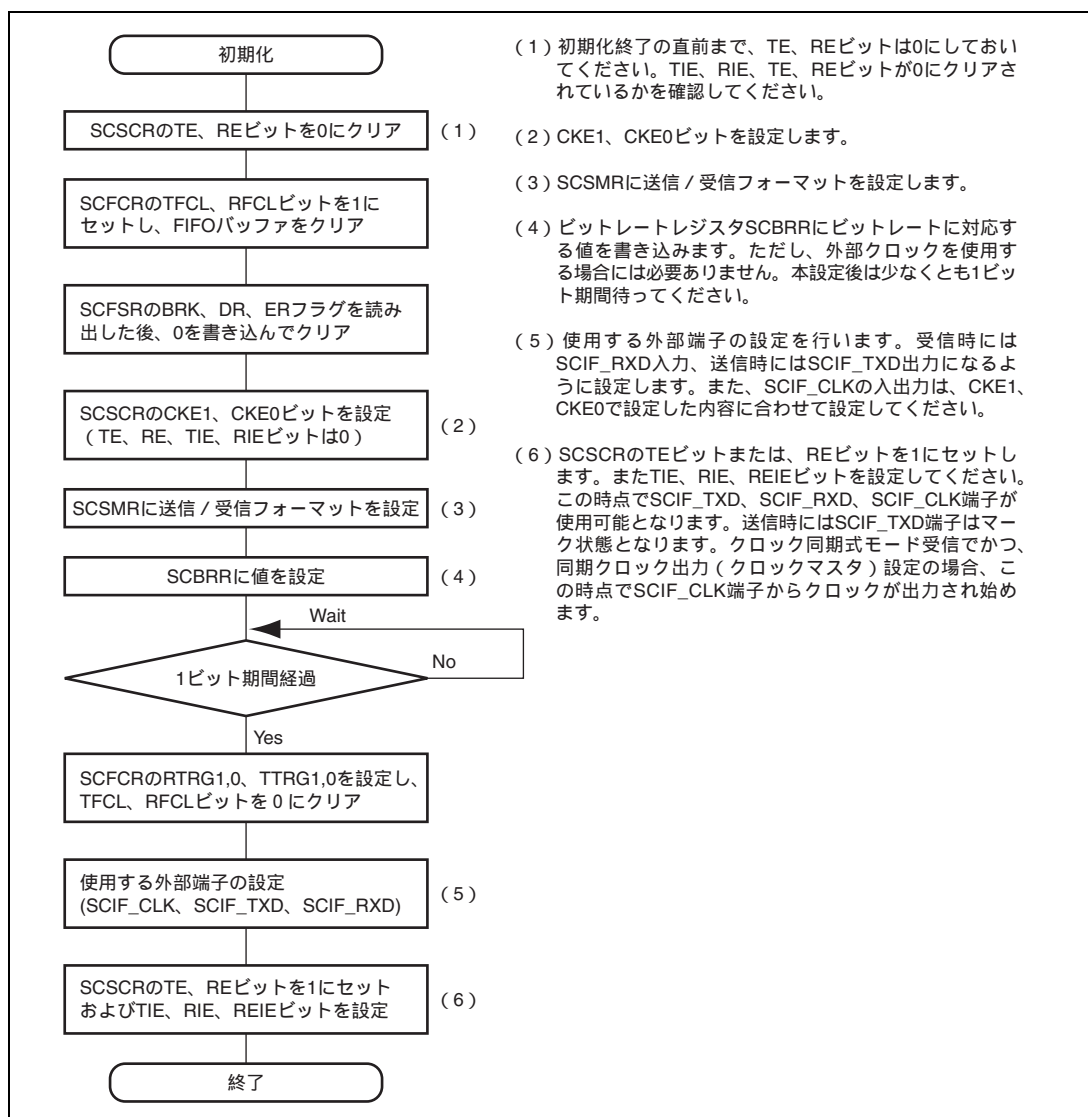 初期化
SCSCRのTE、REビットを0にクリア
(1)
SCFCRのTFCL、RFCLビットを1に
セットし、FIFOバッファをクリア
SCFSRのBRK、DR、ERフラグを読み
出した後、0を書き込んでクリア
SCSCRのCKE1、CKE0ビットを設定
(TE、RE、TIE、RIEビットは0)
(2)
SCSMRに送信/受信フォーマットを設定
(3)
SCBRRに値を設定
(4)
Wait
1ビット期間経過
No
Yes
SCFCRのRTRG1,0、TTRG1,0を設定し、
TFCL、RFCLビットを0にクリア
使用する外部端子の設定
(SCIF_CLK、SCIF_TXD、SCIF_RXD)
(5)
SCSCRのTE、REビットを1にセット
およびTIE、RIE、REIEビットを設定
(6)
終了
(1)初期化終了の直前まで、TE、REビットは0にしておい
てください。TIE、RIE、TE、REビットが0にクリアさ
れているかを確認してください。
(2)CKE1、CKE0ビットを設定します。
(3)SCSMRに送信/受信フォーマットを設定します。
(4)ビットレートレジスタSCBRRにビットレートに対応す
る値を書き込みます。ただし、外部クロックを使用す
る場合には必要ありません。本設定後は少なくとも1ビッ
ト期間待ってください。
(5)使用する外部端子の設定を行います。受信時には
SCIF_RXD入力、送信時にはSCIF_TXD出力になるよ
うに設定します。また、SCIF_CLKの入出力は、CKE1、
CKE0で設定した内容に合わせて設定してください。
(6)SCSCRのTEビットまたは、REビットを1にセットし
ます。またTIE、RIE、REIEビットを設定してください。
この時点でSCIF_TXD、SCIF_RXD、SCIF_CLK端子が
使用可能となります。送信時にはSCIF_TXD端子はマー
ク状態となります。クロック同期式モード受信でかつ、
同期クロック出力(クロックマスタ)設定の場合、こ
の時点でSCIF_CLK端子からクロックが出力され始め
ます。